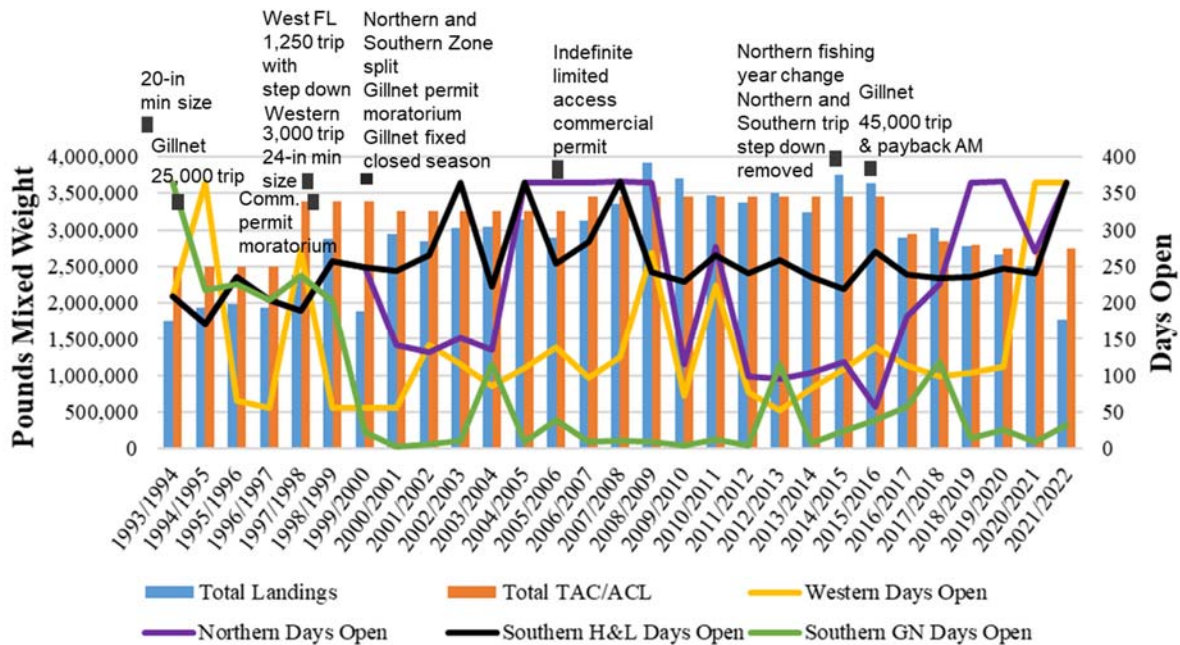 20-in
min size
Gillnet
25,000 trip
West FL
1,250 trip
with
step down
Western
3,000 trip
24-in min
size
Comm.
permit
moratorium
Northern and
Southern Zone
split
Gillnet permit
moratorium
Gillnet fixed
closed season
Indefinite
limited
access
commercial
permit
Northern fishing
year change
Northern and
Southern trip
step down
removed
Gillnet
45,000 trip
& payback AM
Pounds Mixed Weight
4,000,000
3,500,000
3,000,000
2,500,000
2,000,000
1,500,000
1,000,000
500,000
0
400
350
300
250
200
150
100
50
0
Days Open
1993/1994
1994/1995
1995/1996
1996/1997
1997/1998
1998/1999
1999/2000
2000/2001
2001/2002
2002/2003
2003/2004
2004/2005
2005/2006
2006/2007
2007/2008
2008/2009
2009/2010
2010/2011
2011/2012
2012/2013
2013/2014
2014/2015
2015/2016
2016/2017
2017/2018
2018/2019
2019/2020
2020/2021
2021/2022
Total Landings
Total TAC/ACL
Western Days Open
Northern Days Open
Southern H&L Days Open
Southern GN Days Open